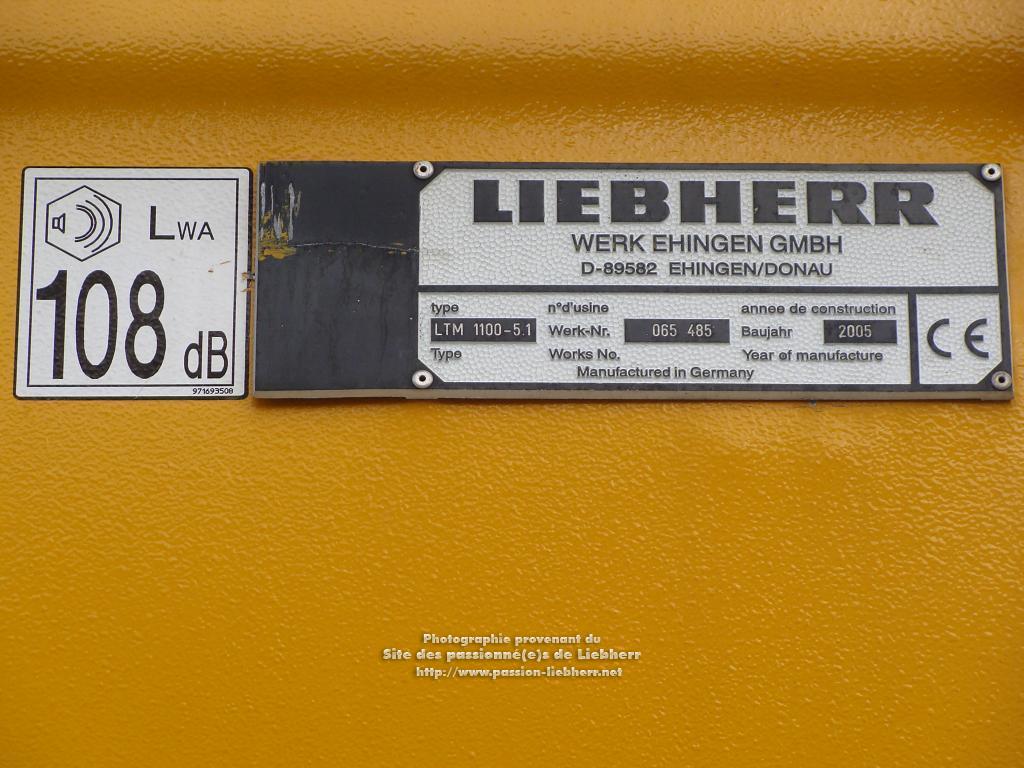 LWA
108 dB
971693508
LIEBHERR
WERK EHINGEN GMBH
D-89582 EHINGEN/DONAU
type n°d'usine annee de construction
LTM 1100-5.1 Werk-Nr. 065 485 Baujahr 2005
Type Works No. Year of manufacture
Manufactured in Germany
CE
Photographie provenant du
Site des passionné(e)s de Liebherr
http://www.passion-liebherr.net